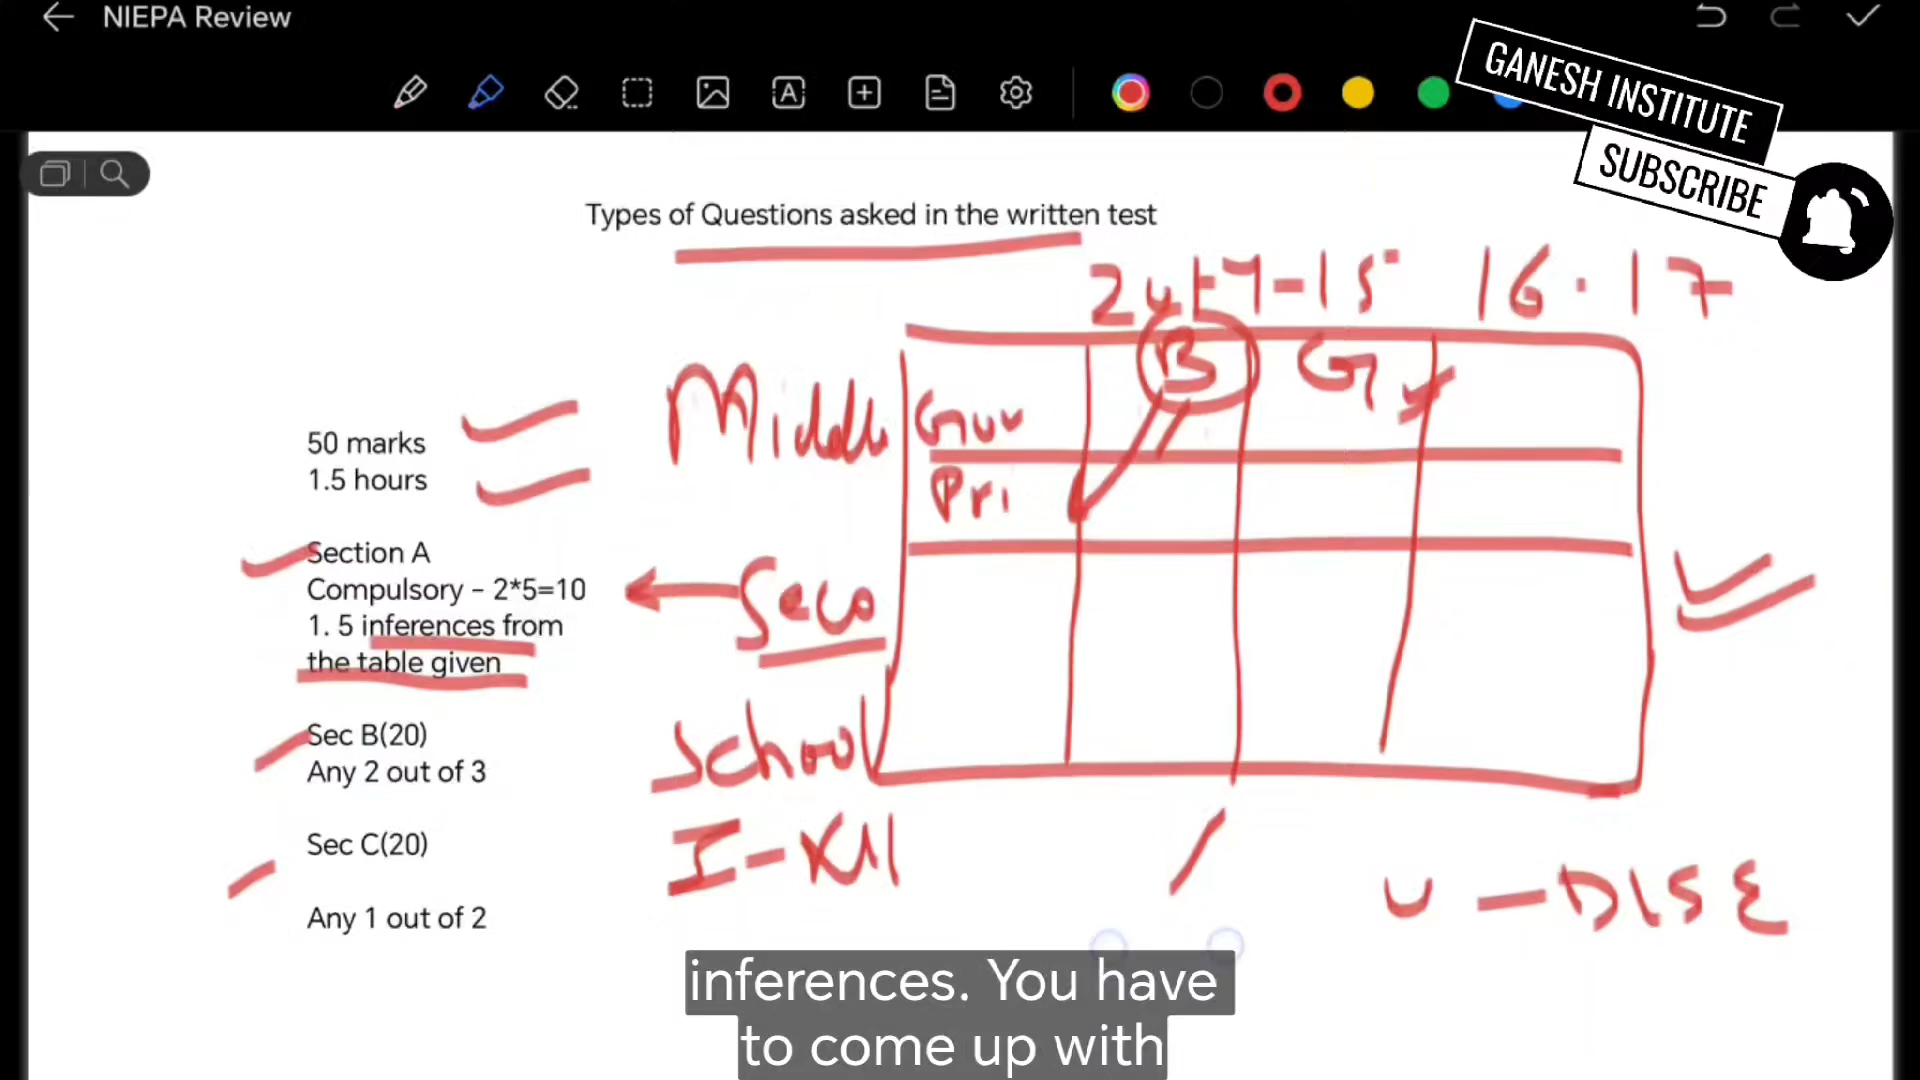 NIEPA Review
GANESH INSTITUTE
SUBSCRIBE
Types of Questions asked in the written test
16.17
B G
Middle Guv
50 marks
1.5 hours
Pri
Section A
Compulsory – 2*5=10
Seco
1. 5 inferences from
the table given
Sec B(20)
School
Any 2 out of 3
Sec C(20)
I-XII
U-DISE
Any 1 out of 2
inferences. You have
to come up with